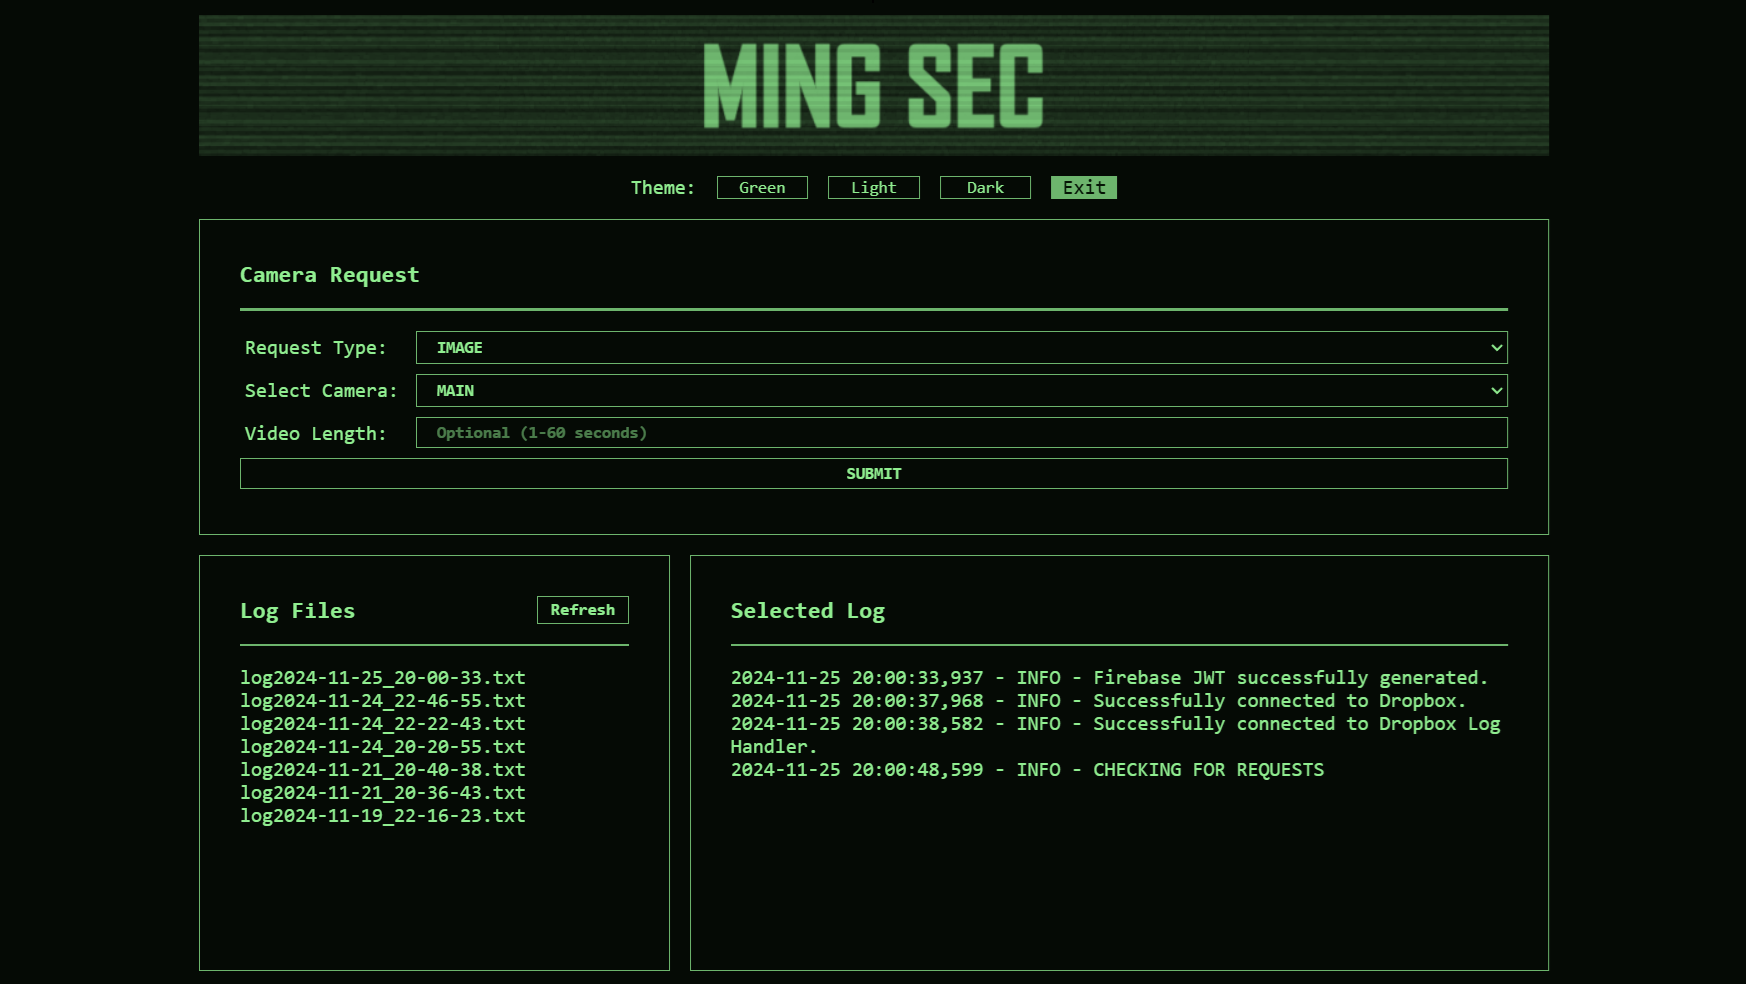 MING SEC
Theme: Green Light Dark Exit
Camera Request
Request Type: IMAGE
Select Camera: MAIN
Video Length: Optional (1-60 seconds)
SUBMIT
Log Files Refresh
log2024-11-25_20-00-33.txt
log2024-11-24_22-46-55.txt
log2024-11-24_22-22-43.txt
log2024-11-24_20-20-55.txt
log2024-11-21_20-40-38.txt
log2024-11-21_20-36-43.txt
log2024-11-19_22-16-23.txt
Selected Log
2024-11-25 20:00:33,937 - INFO - Firebase JWT successfully generated.
2024-11-25 20:00:37,968 - INFO - Successfully connected to Dropbox.
2024-11-25 20:00:38,582 - INFO - Successfully connected to Dropbox Log
Handler.
2024-11-25 20:00:48,599 - INFO - CHECKING FOR REQUESTS